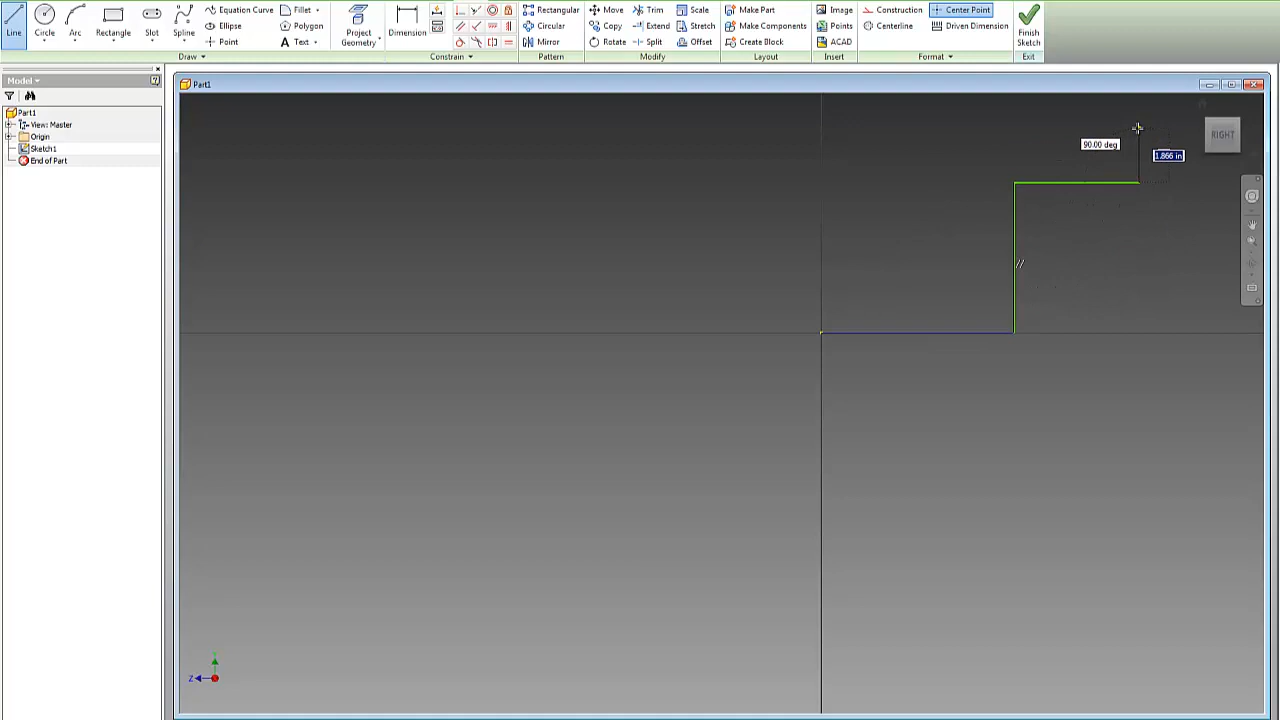 Equation Curve Fillet Rectangular Move Trim Scale Make Part Image Construction Center Point
Line Circle Arc Rectangle Slot Spline Ellipse Polygon Project Geometry Dimension Circular Copy Extend Stretch Make Components Points Centerline Driven Dimension Finish Sketch
Point Text Mirror Rotate Split Offset Create Block ACAD
Draw Constrain Pattern Modify Layout Insert Format Exit
Model
Part1
Part1
View: Master
Origin
Sketch1
End of Part
RIGHT
90.00 deg
1.866 in
Z